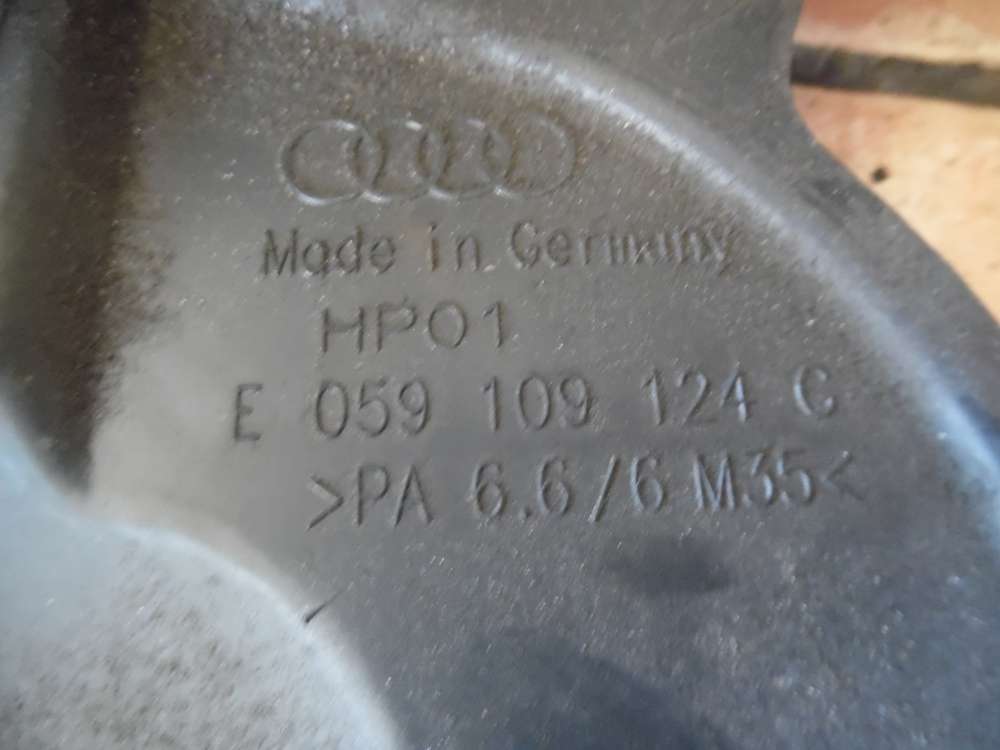 Made in Germany
HP01
E 059 109 124 C
>PA 6.6/6 M35<